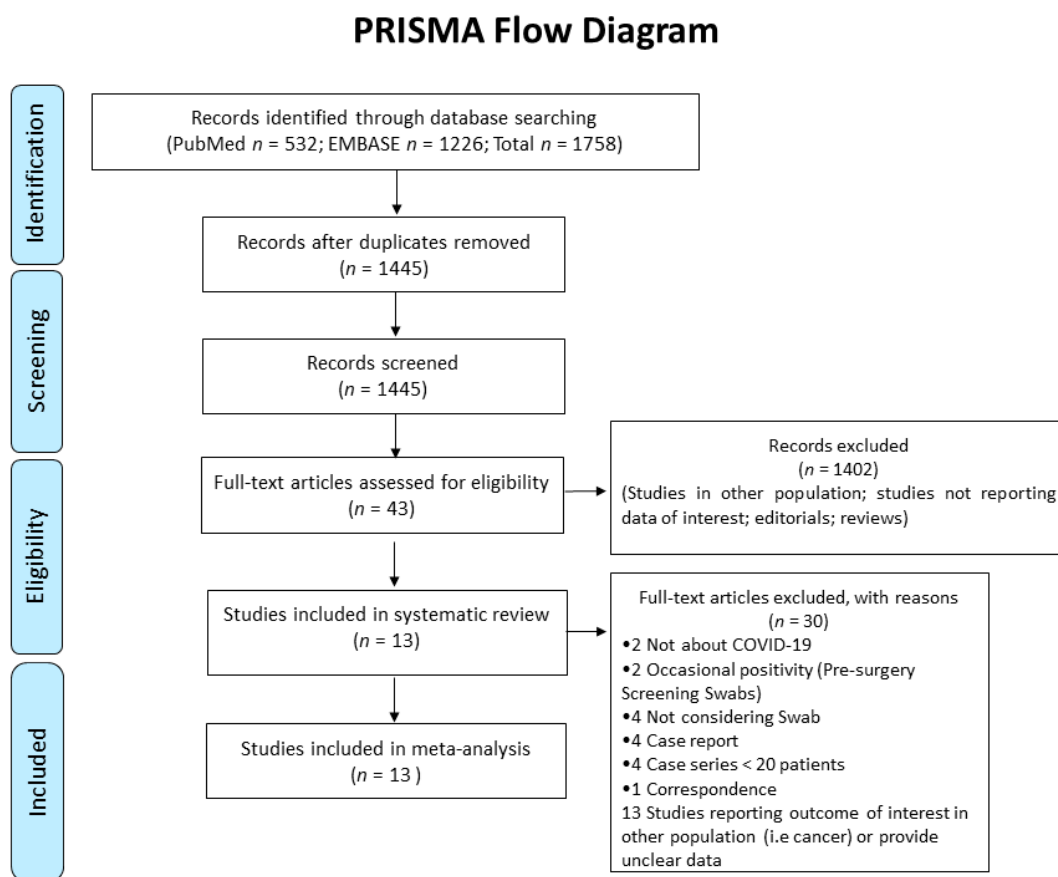 PRISMA Flow Diagram
Identification
Records identified through database searching
(PubMed n = 532; EMBASE n = 1226; Total n = 1758)
Records after duplicates removed
(n = 1445)
Screening
Records screened
(n = 1445)
Eligibility
Full-text articles assessed for eligibility
(n = 43)
Records excluded
(n = 1402)
(Studies in other population; studies not reporting
data of interest; editorials; reviews)
Studies included in systematic review
(n = 13)
Full-text articles excluded, with reasons
(n = 30)
•2 Not about COVID-19
•2 Occasional positivity (Pre-surgery
Screening Swabs)
•4 Not considering Swab
•4 Case report
•4 Case series < 20 patients
•1 Correspondence
13 Studies reporting outcome of interest in
other population (i.e cancer) or provide
unclear data
Included
Studies included in meta-analysis
(n = 13 )